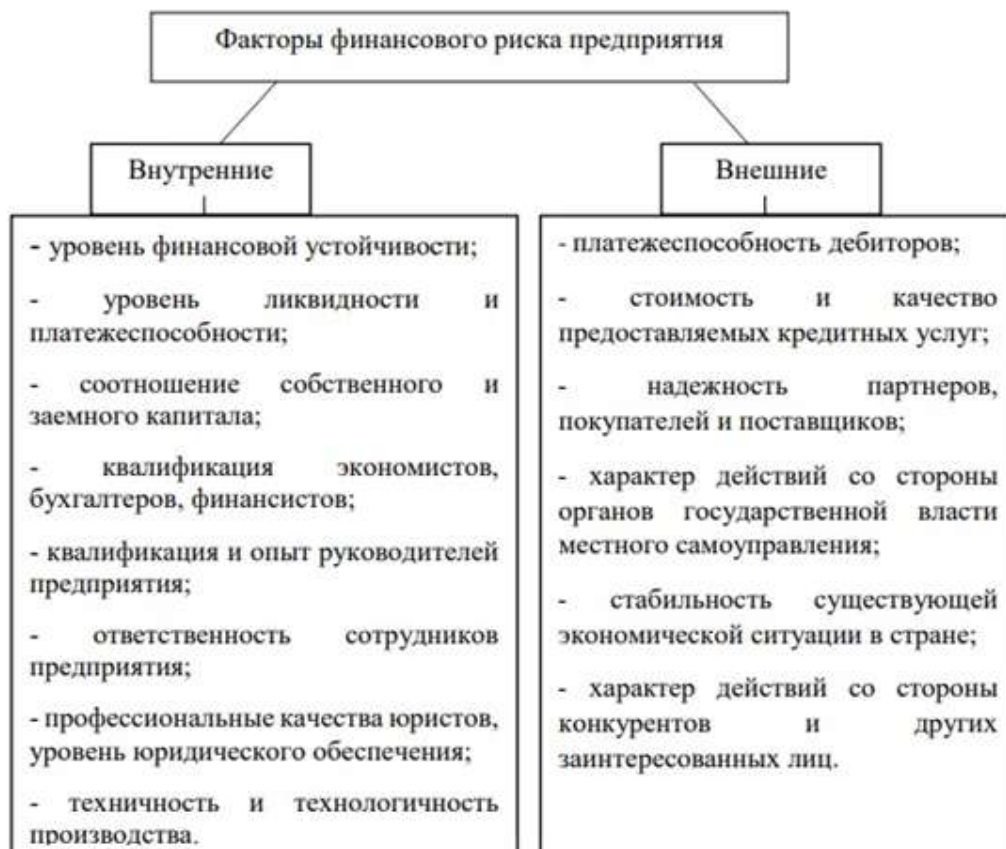 Факторы финансового риска предприятия
Внутренние
- уровень финансовой устойчивости;
- уровень ликвидности и
платежеспособности;
- соотношение собственного и
заемного капитала;
- квалификация экономистов,
бухгалтеров, финансистов;
- квалификация и опыт руководителей
предприятия;
- ответственность сотрудников
предприятия;
- профессиональные качества юристов,
уровень юридического обеспечения;
- техничность и технологичность
производства.
Внешние
- платежеспособность дебиторов;
- стоимость и качество
предоставляемых кредитных услуг;
- надежность партнеров,
покупателей и поставщиков;
- характер действий со стороны
органов государственной власти
местного самоуправления;
- стабильность существующей
экономической ситуации в стране;
- характер действий со стороны
конкурентов и других
заинтересованных лиц.